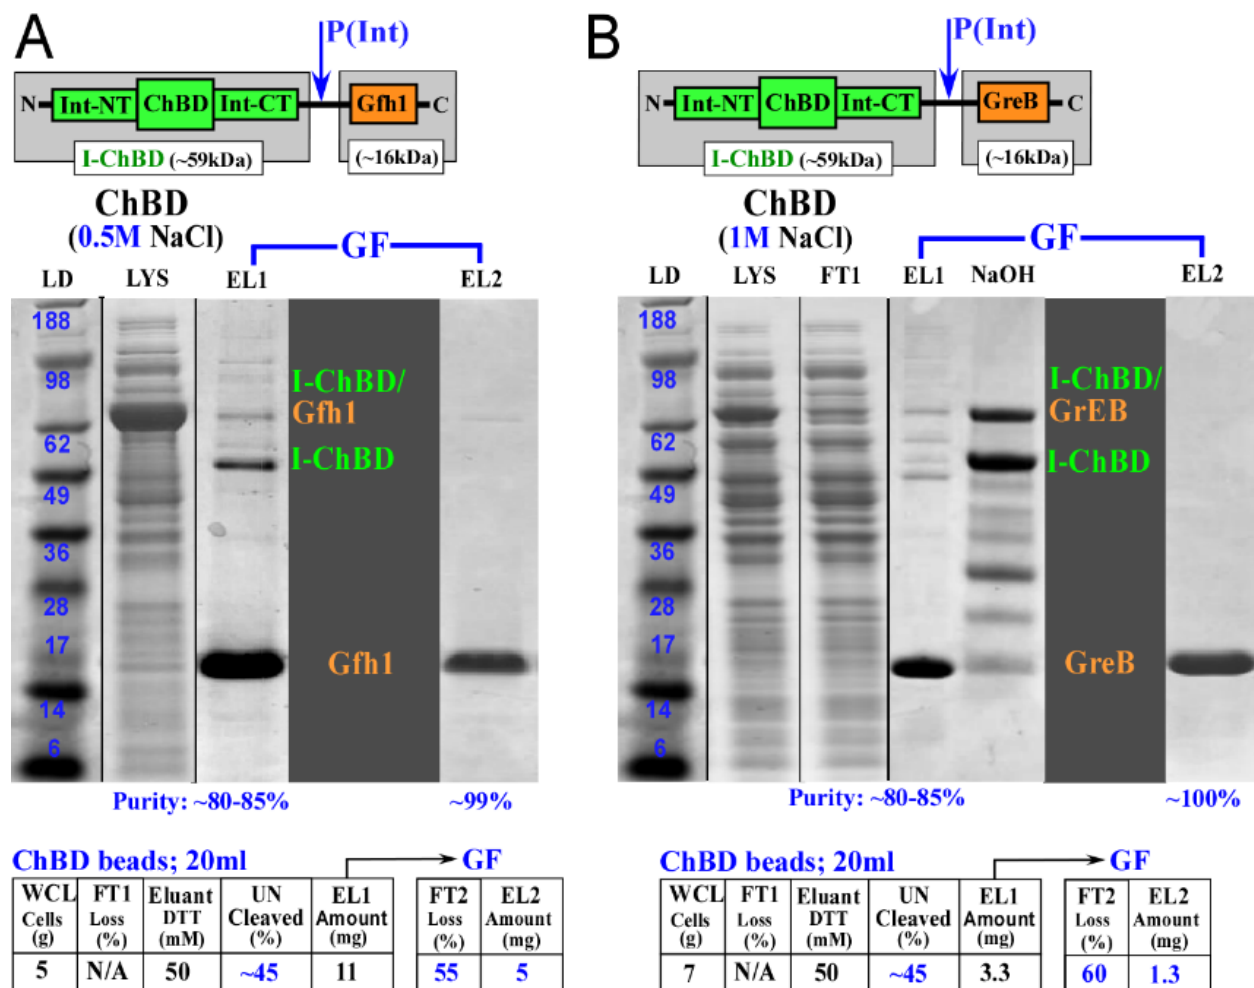 A
P(Int)
N Int-NT ChBD Int-CT Gfh1 C
I-ChBD (~59kDa) (~16kDa)
ChBD
(0.5M NaCl)
GF
LD LYS EL1 EL2
188
98
62
49
36
28
17
14
6
I-ChBD/
Gfh1
I-ChBD
Gfh1
Purity: ~80-85% ~99%
ChBD beads; 20ml GF
WCL Cells (g) FT1 Loss (%) Eluant DTT (mM) UN Cleaved (%) EL1 Amount (mg) FT2 Loss (%) EL2 Amount (mg)
5 N/A 50 ~45 11 55 5
B
P(Int)
N Int-NT ChBD Int-CT GreB C
I-ChBD (~59kDa) (~16kDa)
ChBD
(1M NaCl)
GF
LD LYS FT1 EL1 NaOH EL2
188
98
62
49
36
28
17
14
6
I-ChBD/
GrEB
I-ChBD
GreB
Purity: ~80-85% ~100%
ChBD beads; 20ml GF
WCL Cells (g) FT1 Loss (%) Eluant DTT (mM) UN Cleaved (%) EL1 Amount (mg) FT2 Loss (%) EL2 Amount (mg)
7 N/A 50 ~45 3.3 60 1.3